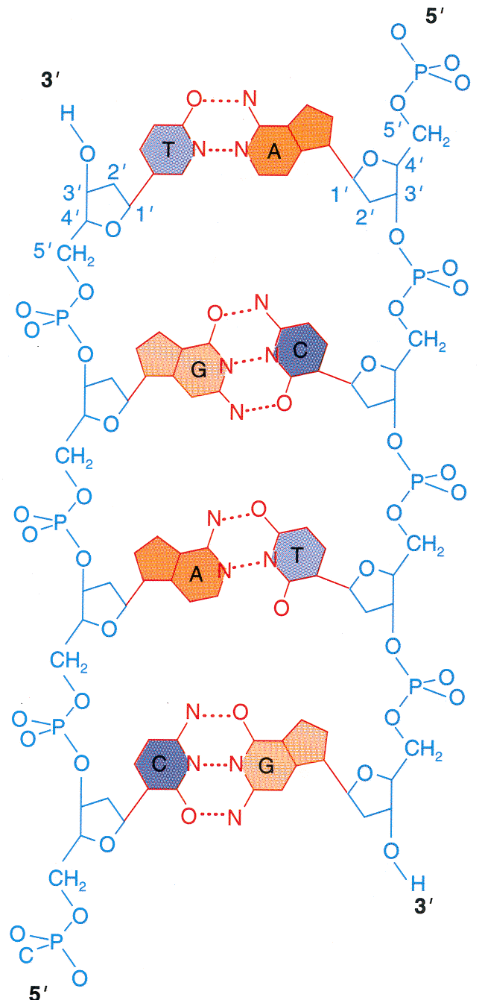 5′
O
P O
3′ O
O N O
H
T N N A 5′ CH2
O O 4′
2′ 1′ 3′
3′ 2′
4′ O 1′
5′ CH2 O
O P O
O P O O
O N O
C CH2
O G N N O
N O
O
CH2 O
P O
O O
O N O O
O P CH2
O A N N T O
O
O O
CH2 O
P O
O O
O P N O O
O C N N G CH2
O O
O N
O O
H
CH2 3′
O
O P
C
O
5′